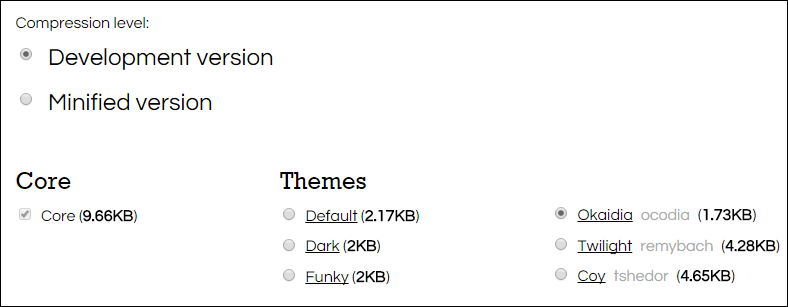 Compression level:
Development version
Minified version
Core
Core (9.66KB)
Themes
Default (2.17KB)
Dark (2KB)
Funky (2KB)
Okaidia ocodia (1.73KB)
Twilight remybach (4.28KB)
Coy tshedor (4.65KB)